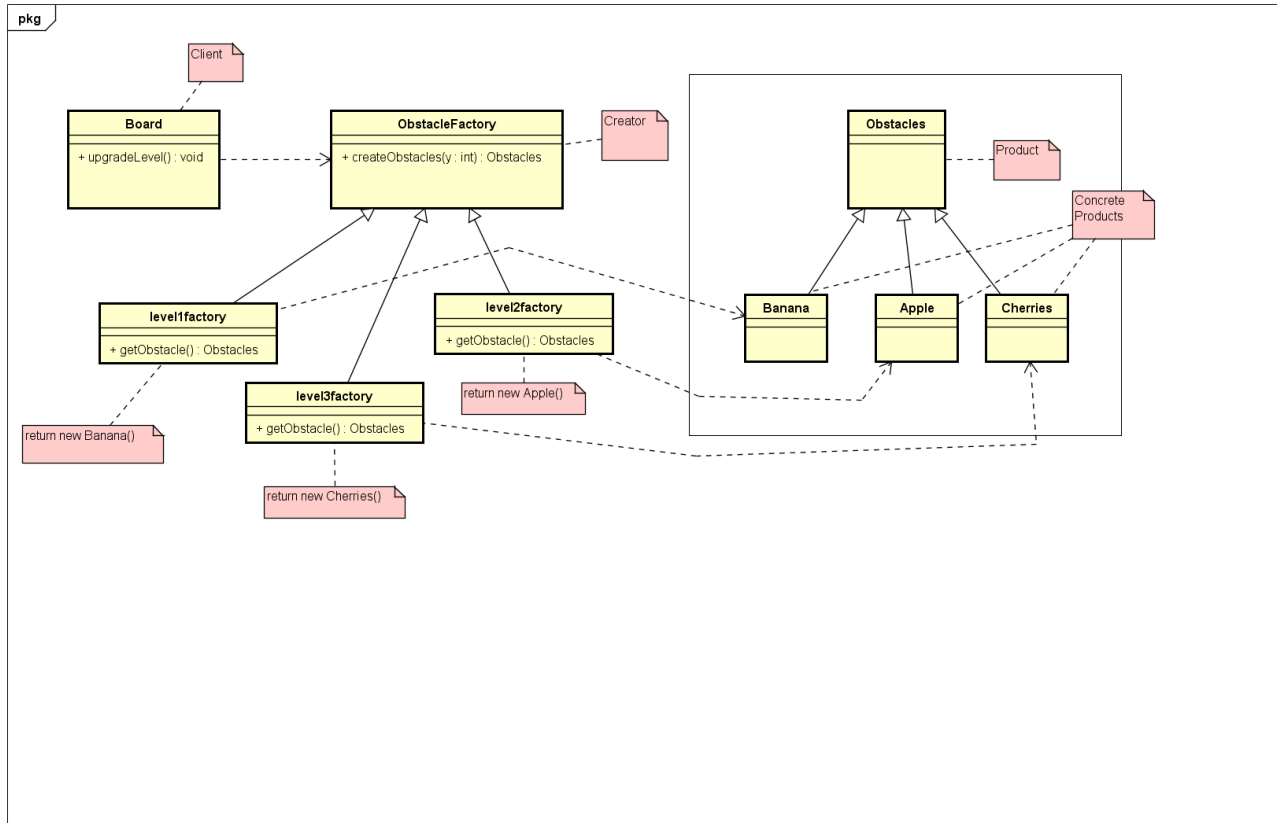 pkg
Client
Board
+ upgradeLevel() : void
ObstacleFactory
+ createObstacles(y : int) : Obstacles
Creator
Obstacles
Product
Concrete
Products
level1factory
+ getObstacle() : Obstacles
level2factory
+ getObstacle() : Obstacles
level3factory
+ getObstacle() : Obstacles
Banana
Apple
Cherries
return new Banana()
return new Apple()
return new Cherries()